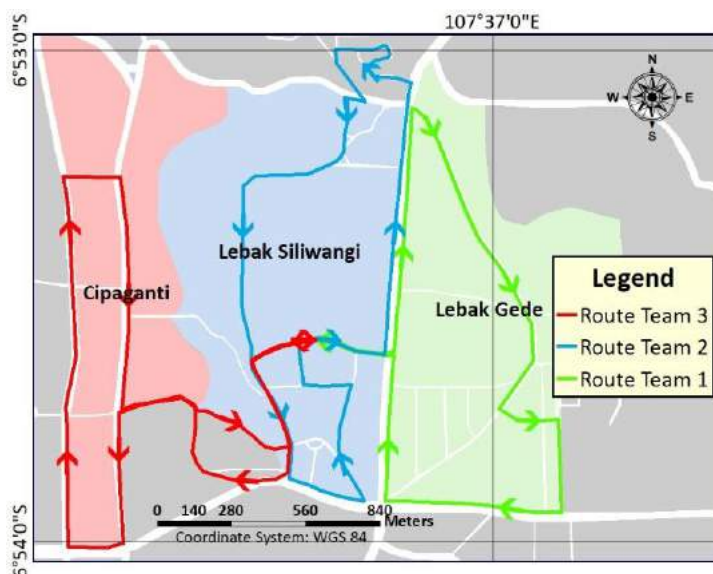 107°37'0"E
6°53'0"S
N
W E
S
Lebak Siliwangi
Cipaganti
Lebak Gede
Legend
Route Team 3
Route Team 2
Route Team 1
0 140 280 560 840
Meters
Coordinate System: WGS 84
6°54'0"S